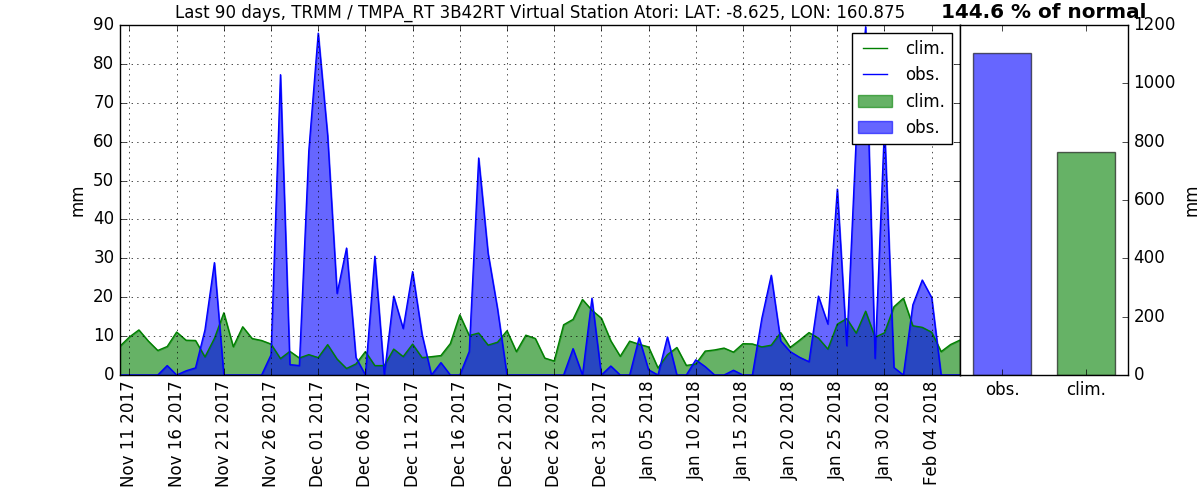 Last 90 days, TRMM / TMPA_RT 3B42RT Virtual Station Atori: LAT: -8.625, LON: 160.875
144.6 % of normal
90
80
70
60
50
40
30
20
10
0
mm
clim.
obs.
clim.
obs.
Nov 11 2017
Nov 16 2017
Nov 21 2017
Nov 26 2017
Dec 01 2017
Dec 06 2017
Dec 11 2017
Dec 16 2017
Dec 21 2017
Dec 26 2017
Dec 31 2017
Jan 05 2018
Jan 10 2018
Jan 15 2018
Jan 20 2018
Jan 25 2018
Jan 30 2018
Feb 04 2018
1200
1000
800
600
400
200
0
mm
obs.
clim.